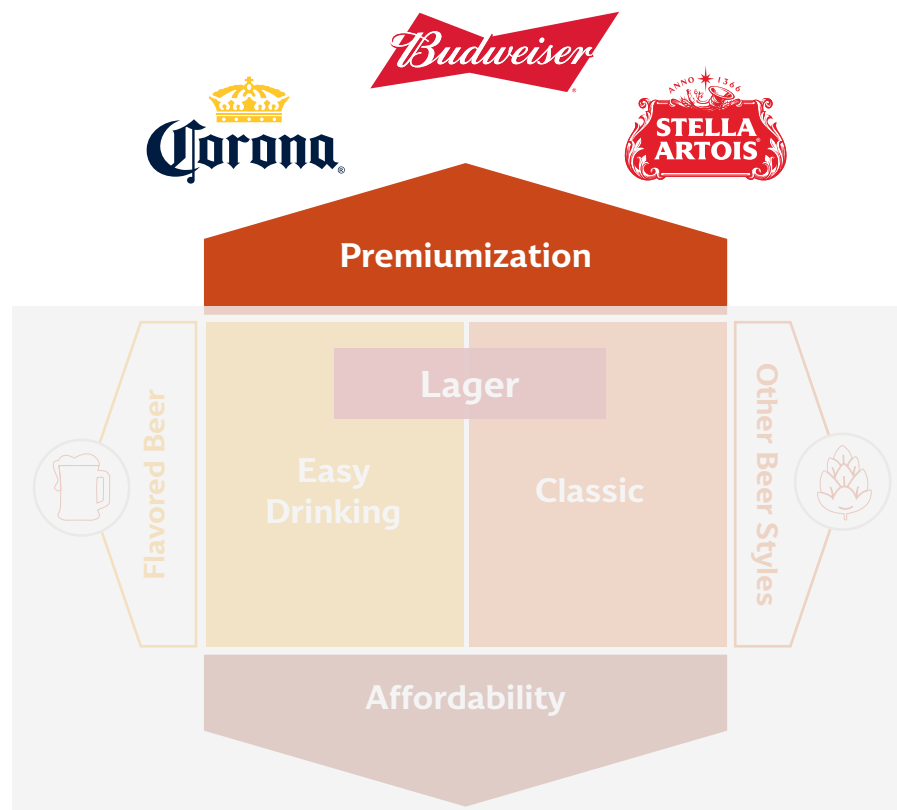 Budweiser
®
Corona®
ANNO 1366
STELLA
ARTOIS®
Premiumization
Lager
Easy
Drinking
Classic
Flavored Beer
Other Beer Styles
Affordability